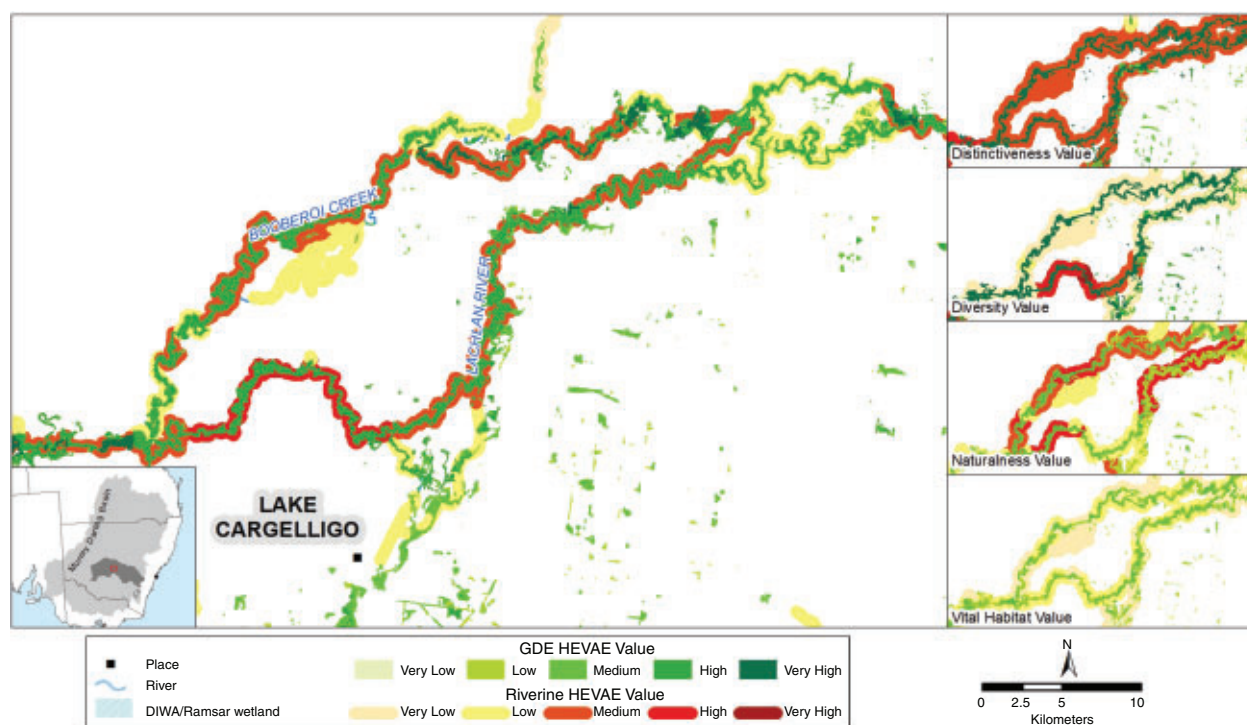 BOOBEROI CREEK
LACHLAN RIVER
LAKE
CARGELLIGO
Murray Darling Basin
Distinctiveness Value
Diversity Value
Naturalness Value
Vital Habitat Value
Place
River
DIWA/Ramsar wetland
GDE HEVAE Value
Very Low Low Medium High Very High
Riverine HEVAE Value
Very Low Low Medium High Very High
N
0 2.5 5 10
Kilometers